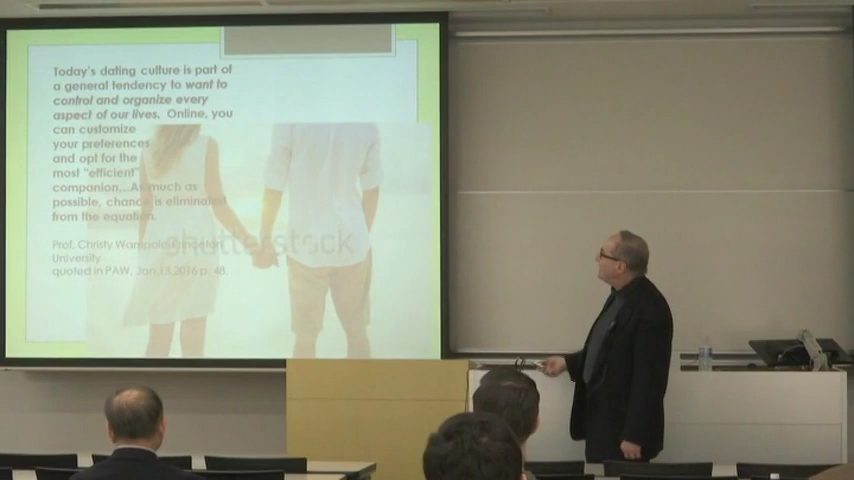 Today's dating culture is part of
a general tendency to want to
control and organize every
aspect of our lives. Online, you
can customize
your preferences
and opt for the
most "efficient"
companion...As much as
possible, chance is eliminated
from the equation.
Prof. Christy Wampole Princeton
University
quoted in PAW, Jan.13,2016 p. 48.
shutterstock